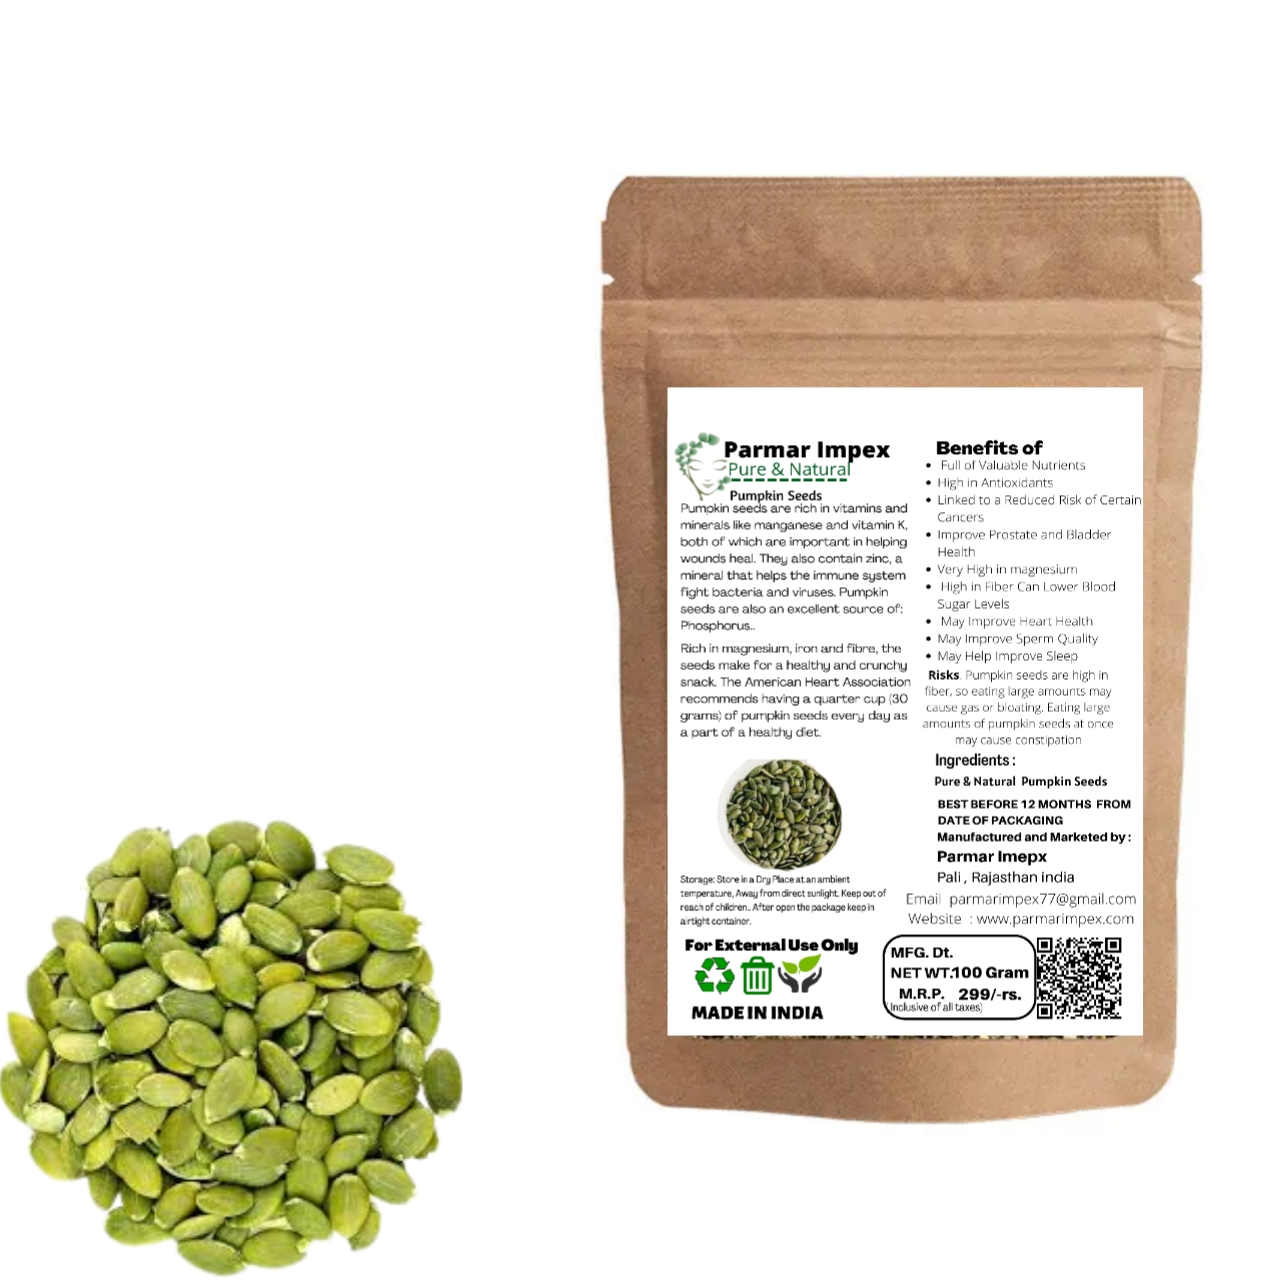 Parmar Impex
Pure & Natural
Pumpkin Seeds
Pumpkin seeds are rich in vitamins and
minerals like manganese and vitamin K,
both of which are important in helping
wounds heal. They also contain zinc, a
mineral that helps the immune system
fight bacteria and viruses. Pumpkin
seeds are also an excellent source of:
Phosphorus..
Rich in magnesium, iron and fibre, the
seeds make for a healthy and crunchy
snack. The American Heart Association
recommends having a quarter cup (30
grams) of pumpkin seeds every day as
a part of a healthy diet.
Storage: Store in a Dry Place at an ambient
temperature, Away from direct sunlight. Keep out of
reach of children.. After open the package keep in
airtight container.
For External Use Only
MADE IN INDIA
Benefits of
• Full of Valuable Nutrients
• High in Antioxidants
• Linked to a Reduced Risk of Certain
Cancers
• Improve Prostate and Bladder
Health
• Very High in magnesium
• High in Fiber Can Lower Blood
Sugar Levels
• May Improve Heart Health
• May Improve Sperm Quality
• May Help Improve Sleep
Risks. Pumpkin seeds are high in
fiber, so eating large amounts may
cause gas or bloating. Eating large
amounts of pumpkin seeds at once
may cause constipation
Ingredients :
Pure & Natural Pumpkin Seeds
BEST BEFORE 12 MONTHS FROM
DATE OF PACKAGING
Manufactured and Marketed by :
Parmar Imepx
Pali , Rajasthan india
Email parmarimpex77@gmail.com
Website : www.parmarimpex.com
MFG. Dt.
NET WT.100 Gram
M.R.P. 299/-rs.
(Inclusive of all taxes)